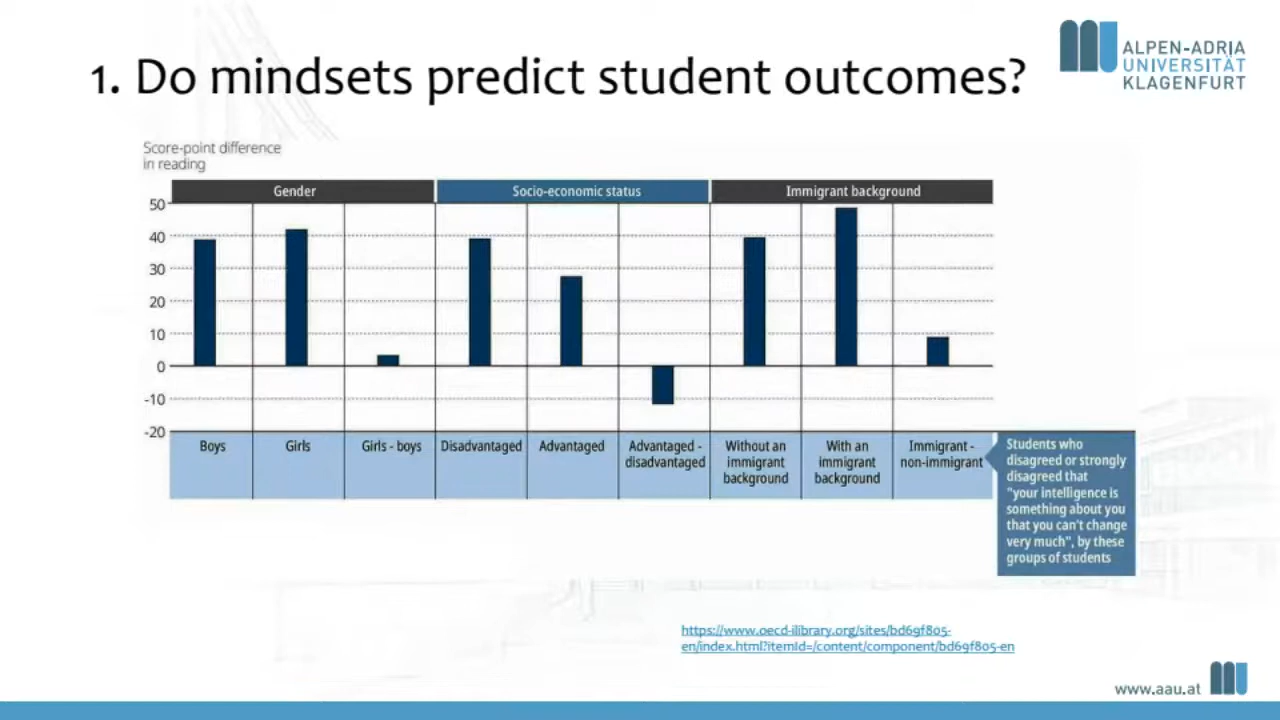 1. Do mindsets predict student outcomes?
ALPEN-ADRIA
UNIVERSITÄT
KLAGENFURT
Score-point difference
in reading
Gender
Socio-economic status
Immigrant background
50
40
30
20
10
0
-10
-20
Boys
Girls
Girls - boys
Disadvantaged
Advantaged
Advantaged -
disadvantaged
Without an
immigrant
background
With an
immigrant
background
Immigrant -
non-immigrant
Students who
disagreed or strongly
disagreed that
"your intelligence is
something about you
that you can't change
very much", by these
groups of students
https://www.oecd-ilibrary.org/sites/bd69f805-
en/index.html?itemId=/content/component/bd69f805-en
www.aau.at